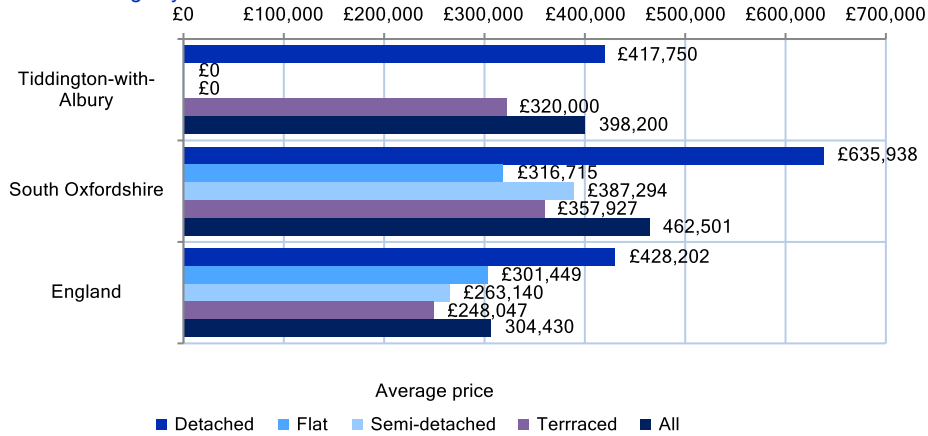 £0 £100,000 £200,000 £300,000 £400,000 £500,000 £600,000 £700,000
Tiddington-with-
Albury
£417,750
£0
£0
£320,000
398,200
South Oxfordshire
£635,938
£316,715
£387,294
£357,927
462,501
England
£428,202
£301,449
£263,140
£248,047
304,430
Average price
Detached Flat Semi-detached Terrraced All